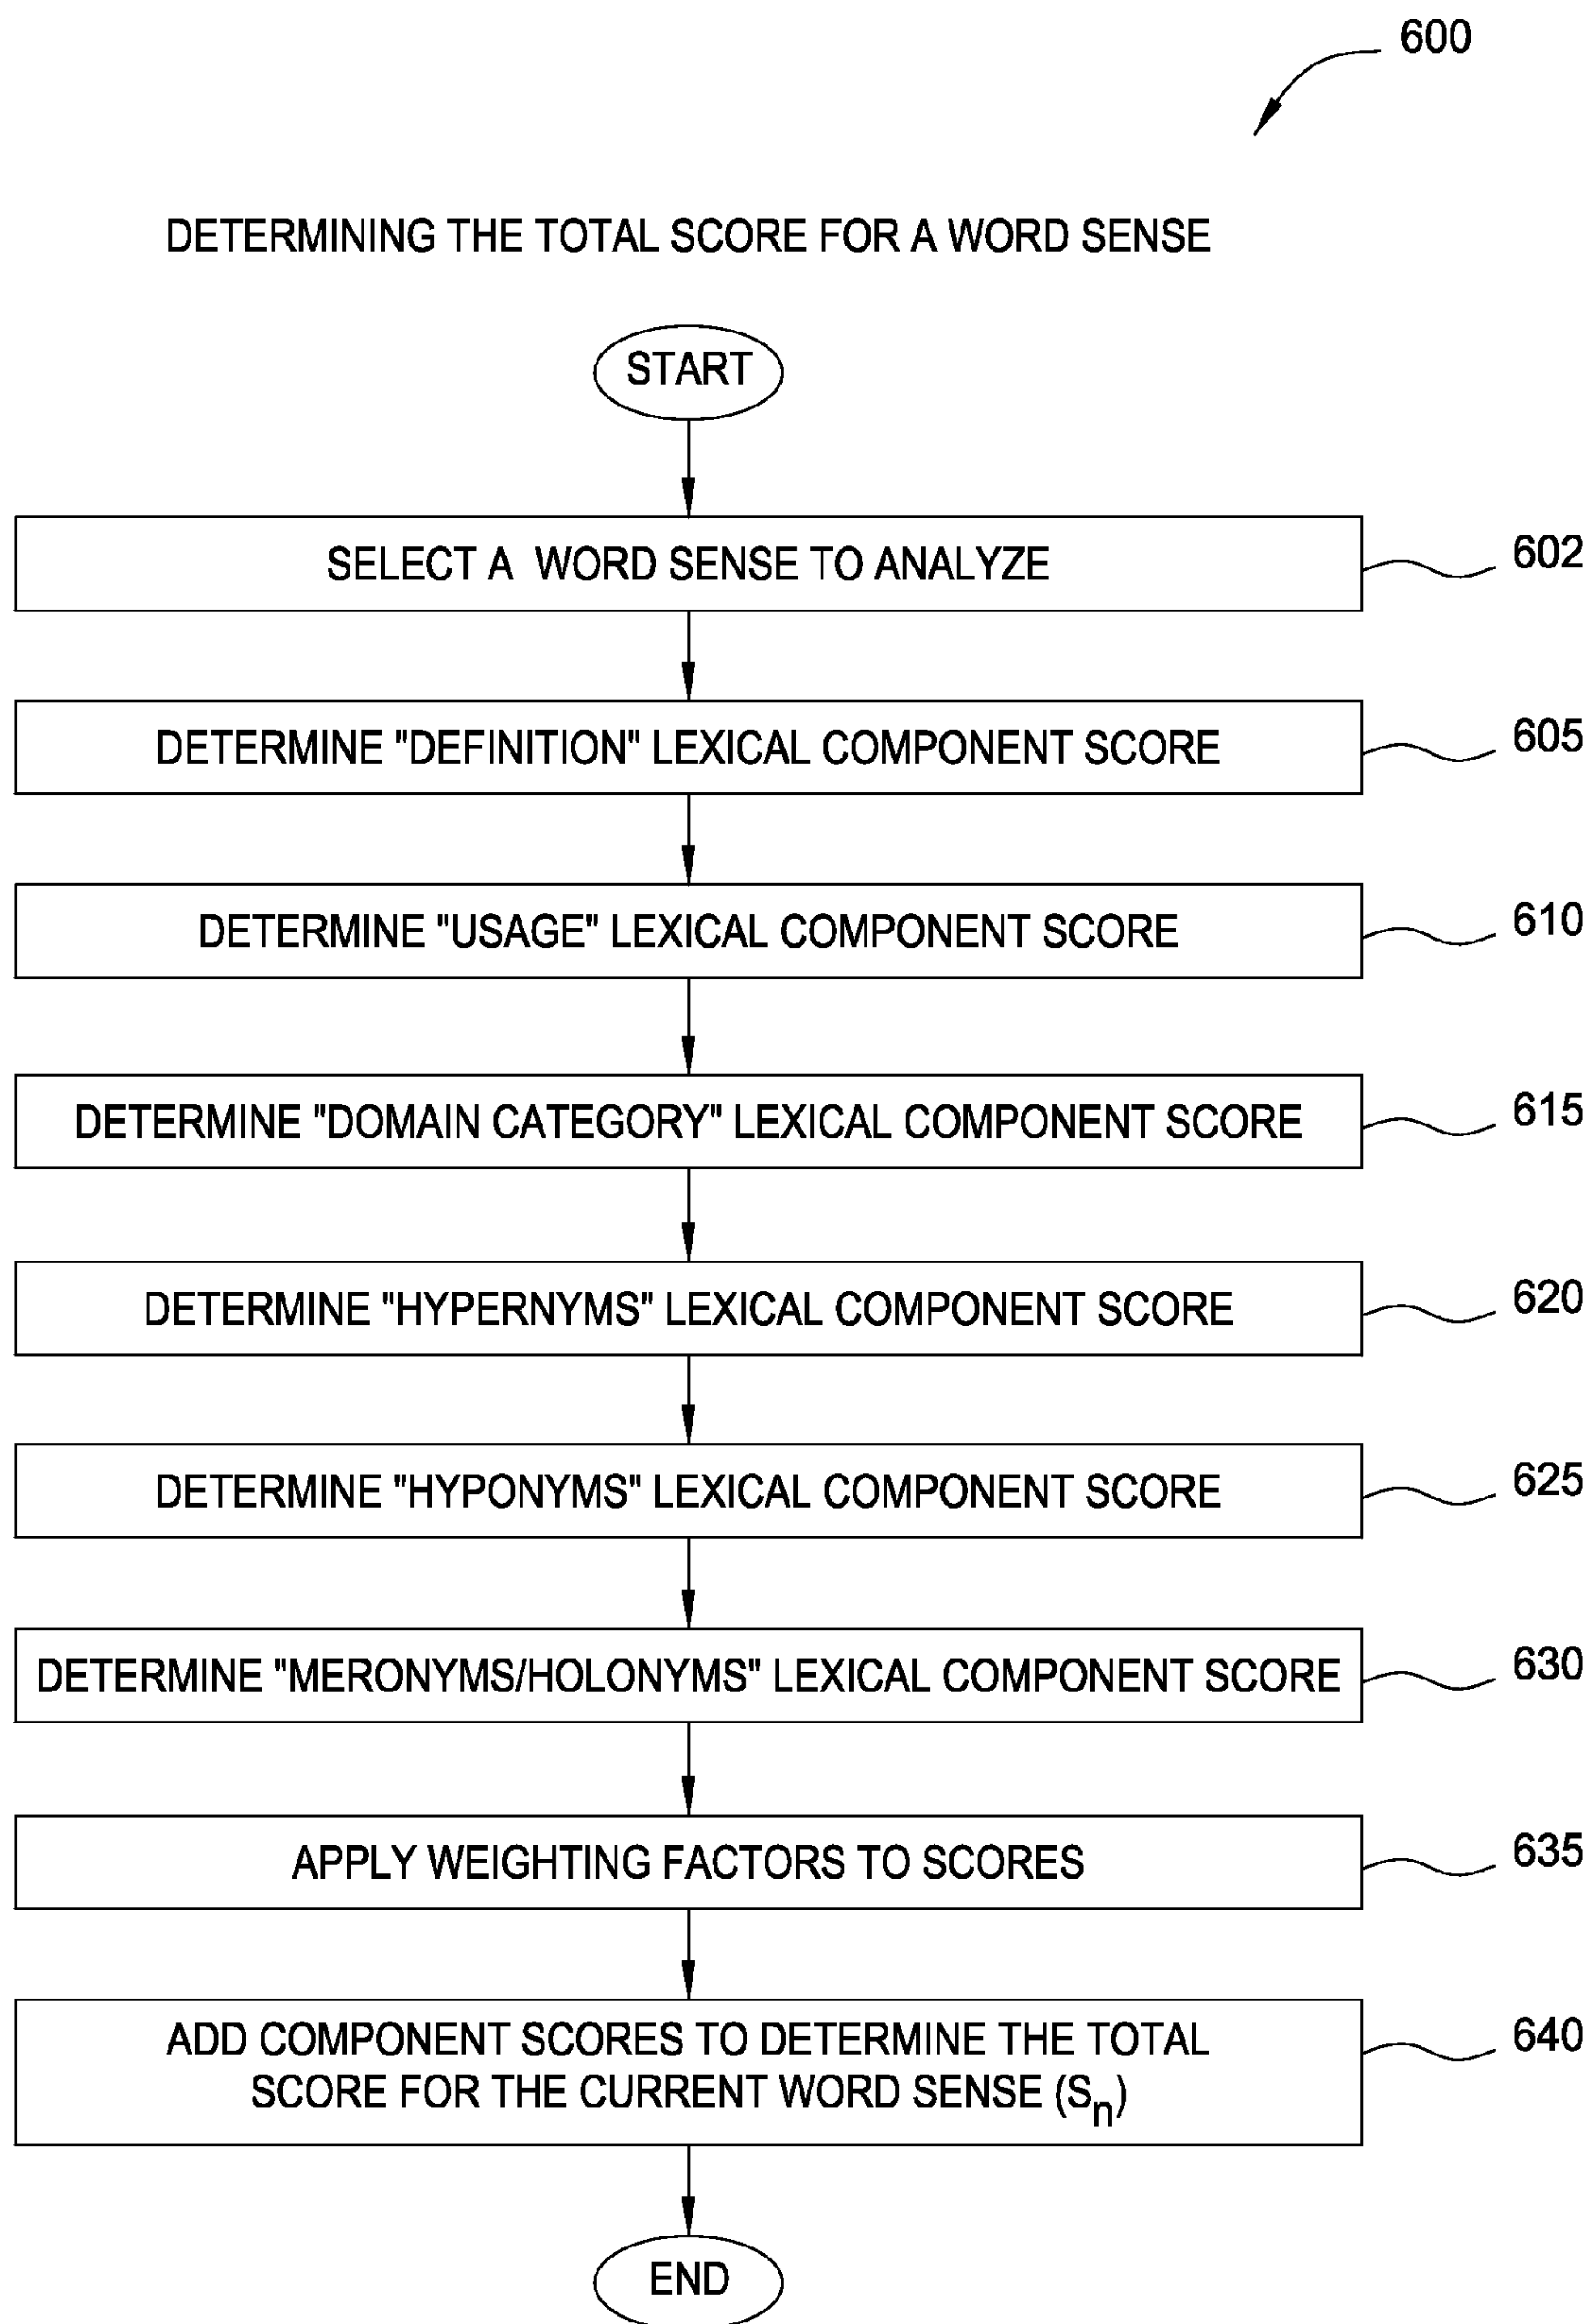 600
DETERMINING THE TOTAL SCORE FOR A WORD SENSE
START
SELECT A WORD SENSE TO ANALYZE
602
DETERMINE "DEFINITION" LEXICAL COMPONENT SCORE
605
DETERMINE "USAGE" LEXICAL COMPONENT SCORE
610
DETERMINE "DOMAIN CATEGORY" LEXICAL COMPONENT SCORE
615
DETERMINE "HYPERNYMS" LEXICAL COMPONENT SCORE
620
DETERMINE "HYPONYMS" LEXICAL COMPONENT SCORE
625
DETERMINE "MERONYMS/HOLONYMS" LEXICAL COMPONENT SCORE
630
APPLY WEIGHTING FACTORS TO SCORES
635
ADD COMPONENT SCORES TO DETERMINE THE TOTAL
SCORE FOR THE CURRENT WORD SENSE (Sn)
640
END